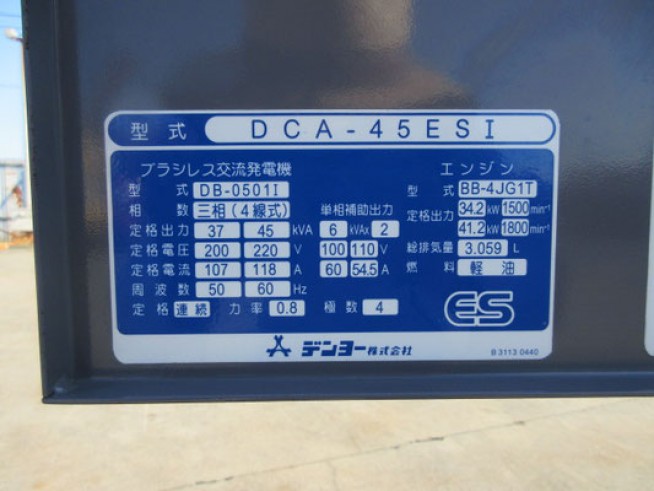 型式 DCA-45ESI
ブラシレス交流発電機
型式 DB-0501I
相数 三相(4線式) 単相補助出力
定格出力 37 45 kVA 6 kVA x 2
定格電圧 200 220 V 100 110 V
定格電流 107 118 A 60 54.5 A
周波数 50 60 Hz
定格 連続 力率 0.8 極数 4
エンジン
型式 BB-4JG1T
定格出力 34.2 kW 1500 min⁻¹
41.2 kW 1800 min⁻¹
総排気量 3.059 L
燃料 軽油
ES
デンヨー株式会社
B 3113 0440